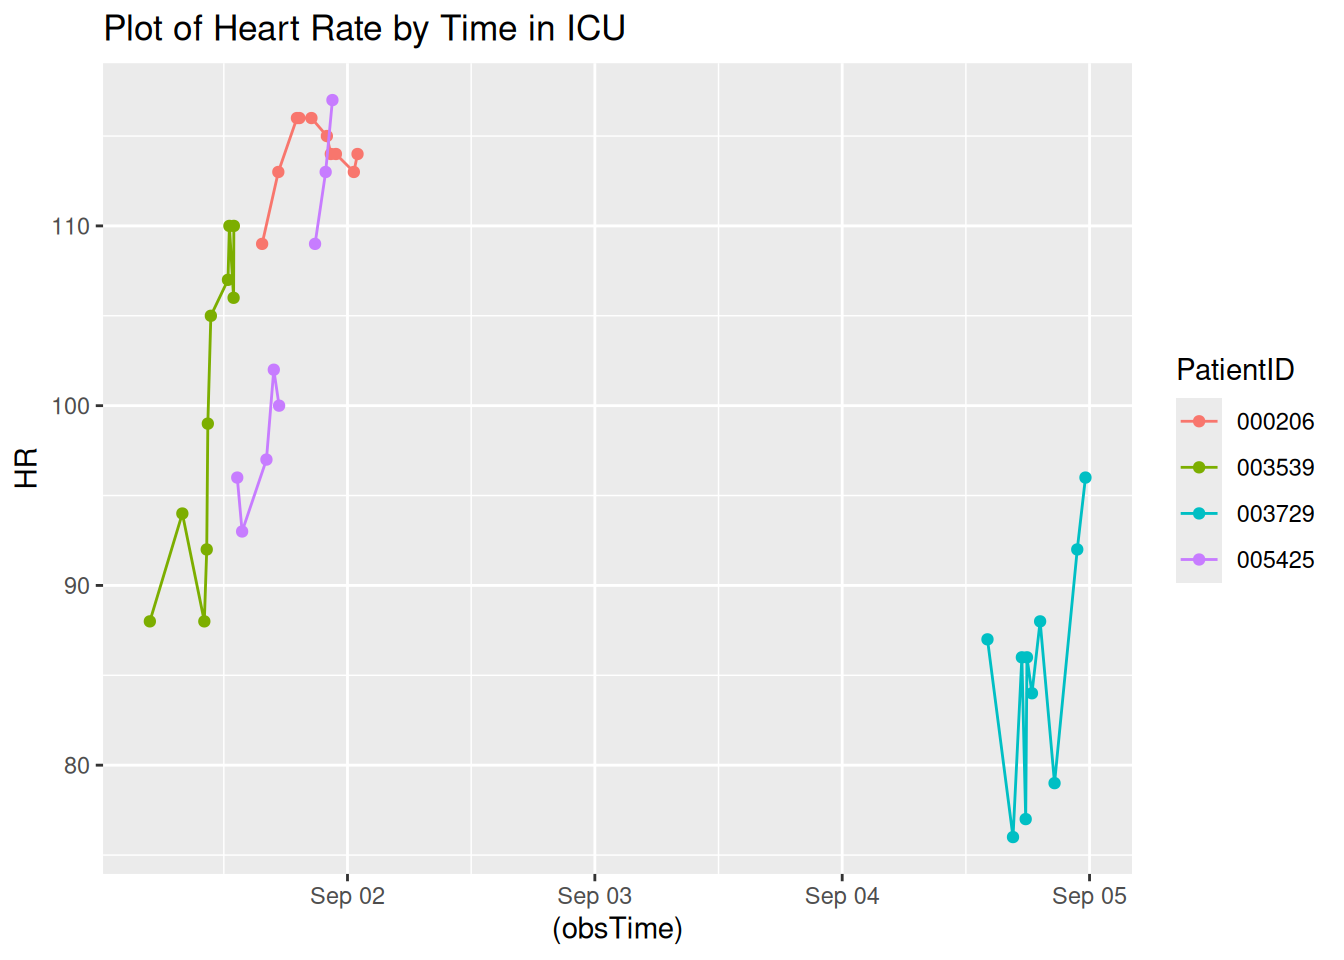 Plot of Heart Rate by Time in ICU
HR
110
100
90
80
Sep 02
Sep 03
Sep 04
Sep 05
(obsTime)
PatientID
000206
003539
003729
005425